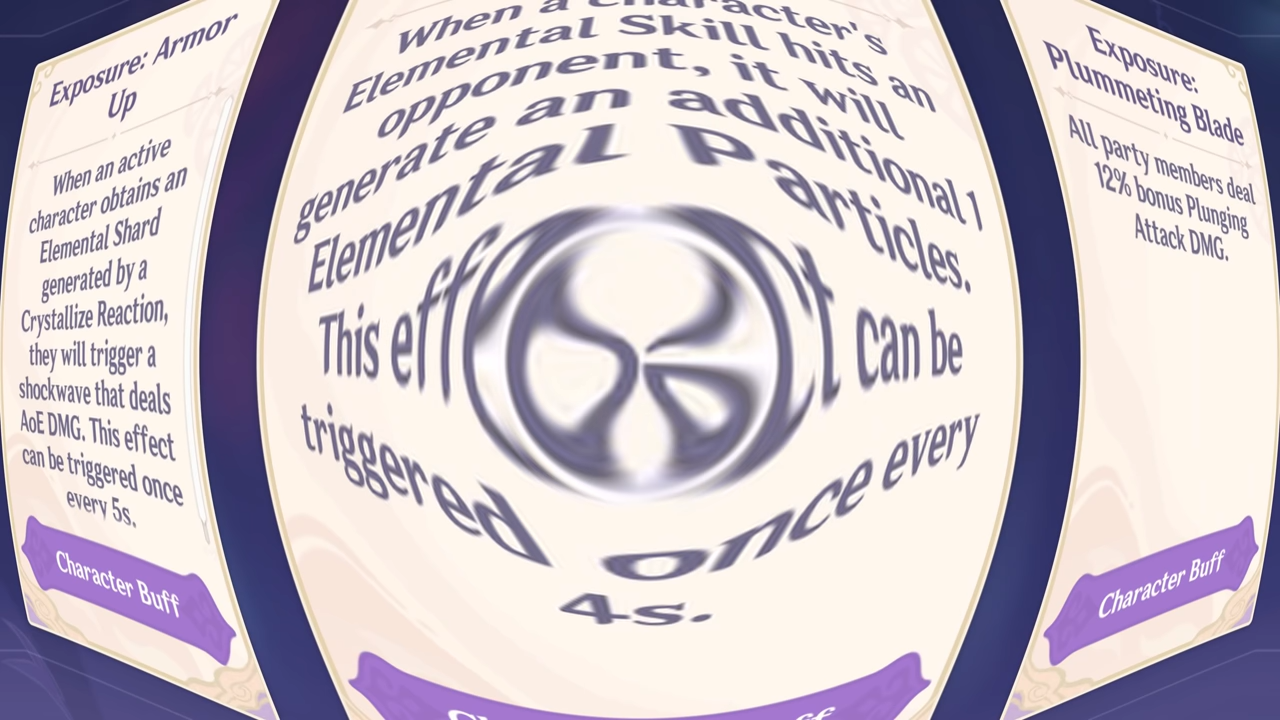 Exposure: Armor
Up
When an active
character obtains an
Elemental Shard
generated by a
Crystallize Reaction,
they will trigger a
shockwave that deals
AoE DMG. This effect
can be triggered once
every 5s.
Character Buff
When a character's
Elemental Skill hits an
opponent, it will
generate an additional 1
Elemental Particles.
This can be
triggered once every
4s.
Exposure:
Plummeting Blade
All party members deal
12% bonus Plunging
Attack DMG.
Character Buff